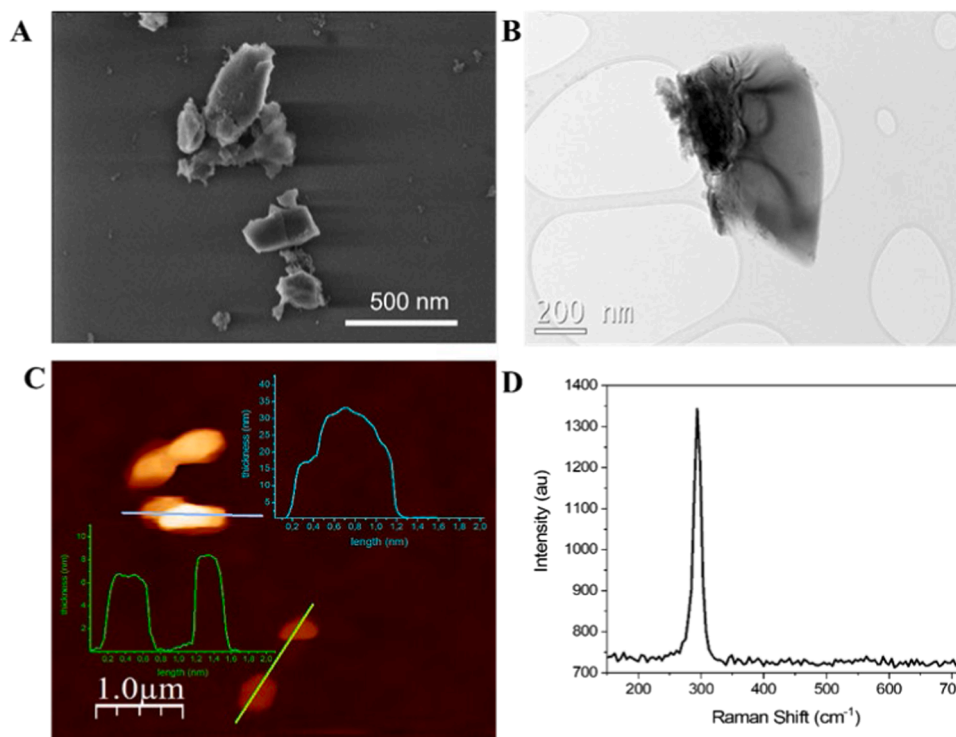 A
500 nm
B
200 nm
C
thickness (nm)
40
35
30
25
20
15
10
5
0,2 0,4 0,6 0,8 1,0 1,2 1,4 1,6 1,8 2,0
length (nm)
thickness (nm)
10
8
6
4
2
0,2 0,4 0,6 0,8 1,0 1,2 1,4 1,6 1,8 2,0
length (nm)
1.0µm
D
Intensity (au)
1400
1300
1200
1100
1000
900
800
700
200 300 400 500 600
Raman Shift (cm⁻¹)